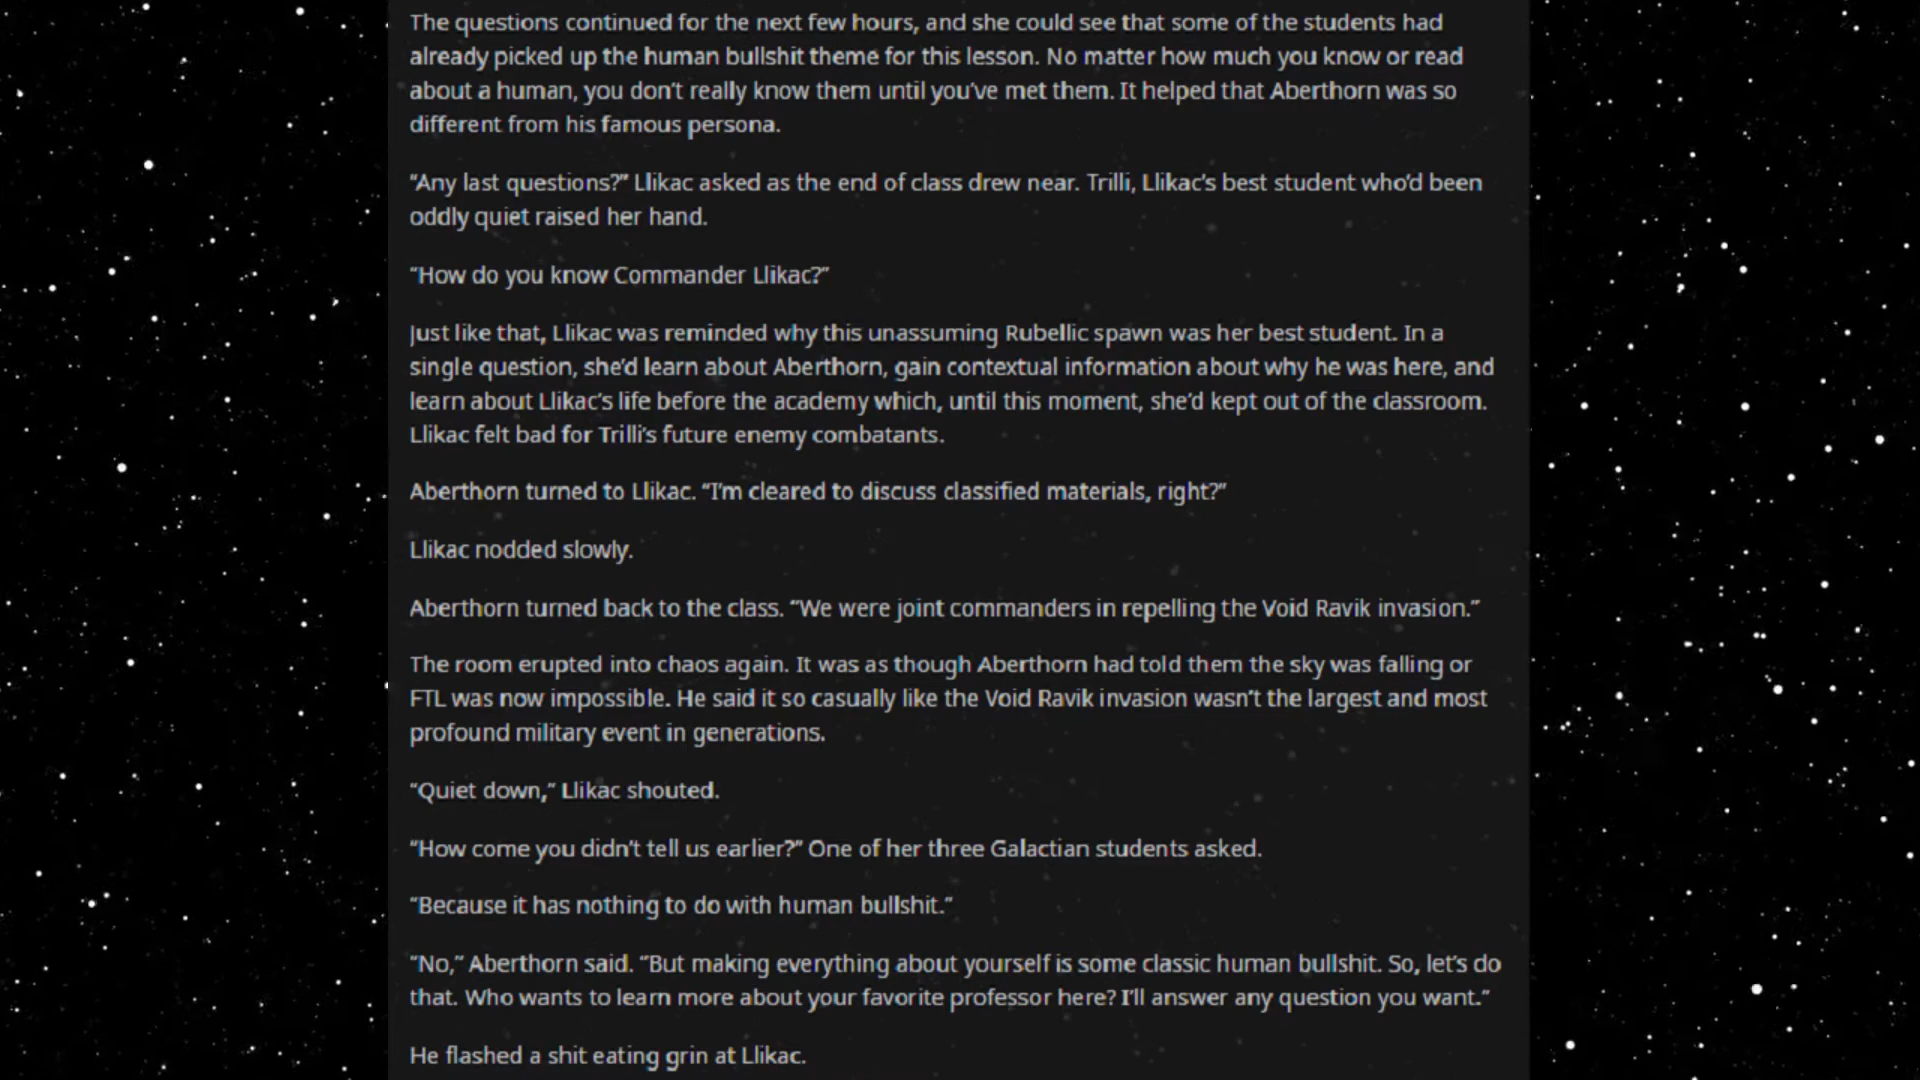 The questions continued for the next few hours, and she could see that some of the students had
already picked up the human bullshit theme for this lesson. No matter how much you know or read
about a human, you don’t really know them until you’ve met them. It helped that Aberthorn was so
different from his famous persona.
“Any last questions?” Llikac asked as the end of class drew near. Trilli, Llikac’s best student who’d been
oddly quiet raised her hand.
“How do you know Commander Llikac?”
Just like that, Llikac was reminded why this unassuming Rubellic spawn was her best student. In a
single question, she’d learn about Aberthorn, gain contextual information about why he was here, and
learn about Llikac’s life before the academy which, until this moment, she’d kept out of the classroom.
Llikac felt bad for Trilli’s future enemy combatants.
Aberthorn turned to Llikac. “I’m cleared to discuss classified materials, right?”
Llikac nodded slowly.
Aberthorn turned back to the class. “We were joint commanders in repelling the Void Ravik invasion.”
The room erupted into chaos again. It was as though Aberthorn had told them the sky was falling or
FTL was now impossible. He said it so casually like the Void Ravik invasion wasn’t the largest and most
profound military event in generations.
“Quiet down,” Llikac shouted.
“How come you didn’t tell us earlier?” One of her three Galactian students asked.
“Because it has nothing to do with human bullshit.”
“No,” Aberthorn said. “But making everything about yourself is some classic human bullshit. So, let’s do
that. Who wants to learn more about your favorite professor here? I’ll answer any question you want.”
He flashed a shit eating grin at Llikac.